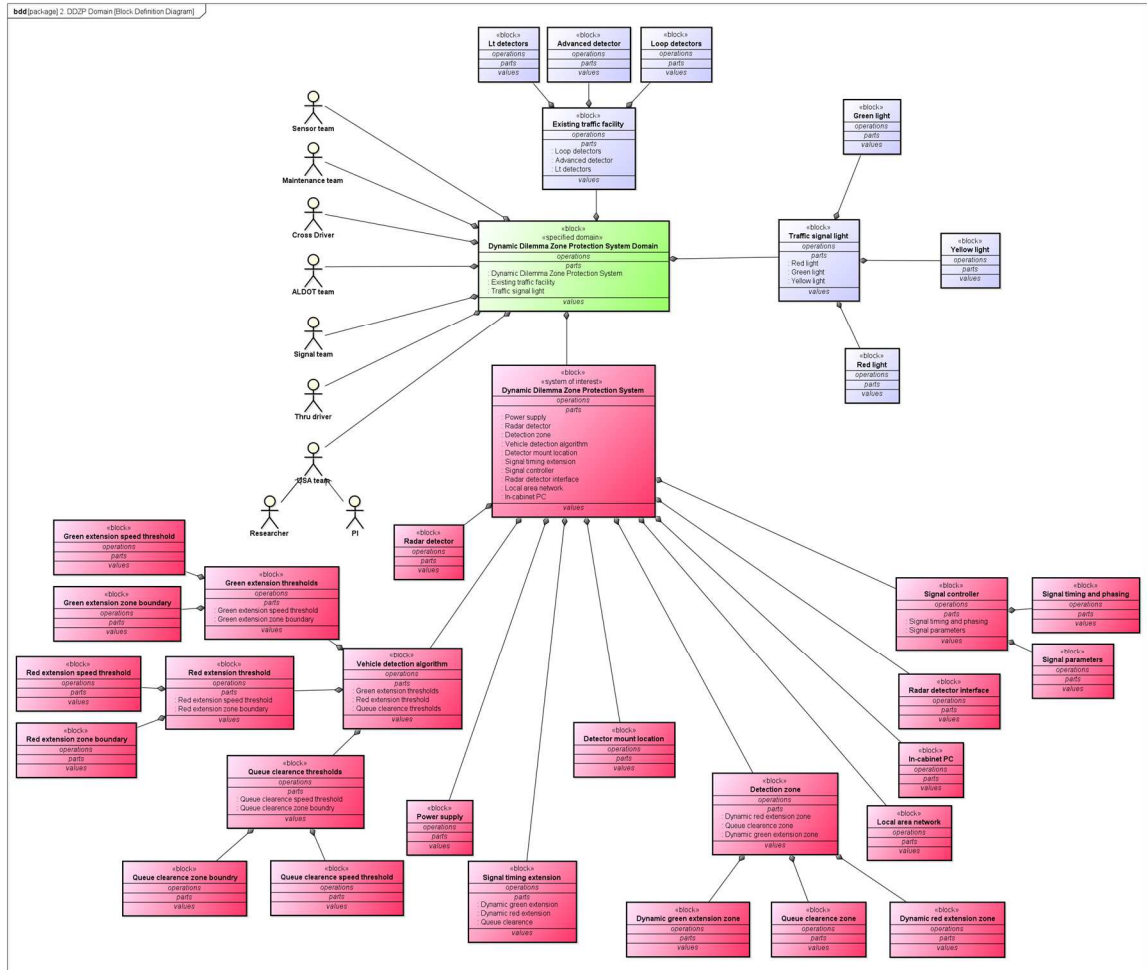 bdd [package] 2. DDZP Domain [Block Definition Diagram]
«block»
Lt detectors
operations
parts
values
«block»
Advanced detector
operations
parts
values
«block»
Loop detectors
operations
parts
values
«block»
Existing traffic facility
operations
parts
: Loop detectors
: Advanced detector
: Lt detectors
values
Sensor team
Maintenance team
Cross Driver
ALDOT team
Signal team
Thru driver
USA team
Researcher
PI
«block»
«specified domain»
Dynamic Dilemma Zone Protection System Domain
operations
parts
: Dynamic Dilemma Zone Protection System
: Existing traffic facility
: Traffic signal light
values
«block»
Green light
operations
parts
values
«block»
Traffic signal light
operations
parts
: Red light
: Green light
: Yellow light
values
«block»
Yellow light
operations
parts
values
«block»
Red light
operations
parts
values
«block»
«system of interest»
Dynamic Dilemma Zone Protection System
operations
parts
: Power supply
: Radar detector
: Detection zone
: Vehicle detection algorithm
: Detector mount location
: Signal timing extension
: Signal controller
: Radar detector interface
: Local area network
: In-cabinet PC
values
«block»
Radar detector
operations
parts
values
«block»
Green extension speed threshold
operations
parts
values
«block»
Green extension zone boundary
operations
parts
values
«block»
Green extension thresholds
operations
parts
: Green extension speed threshold
: Green extension zone boundary
values
«block»
Red extension speed threshold
operations
parts
values
«block»
Red extension zone boundary
operations
parts
values
«block»
Red extension threshold
operations
parts
: Red extension speed threshold
: Red extension zone boundary
values
«block»
Vehicle detection algorithm
operations
parts
: Green extension thresholds
: Red extension threshold
: Queue clearence thresholds
values
«block»
Queue clearence thresholds
operations
parts
: Queue clearence speed threshold
: Queue clearence zone boundry
values
«block»
Queue clearence zone boundry
operations
parts
values
«block»
Queue clearence speed threshold
operations
parts
values
«block»
Power supply
operations
parts
values
«block»
Signal timing extension
operations
parts
: Dynamic green extension
: Dynamic red extension
: Queue clearence
values
«block»
Detector mount location
operations
parts
values
«block»
Detection zone
operations
parts
: Dynamic red extension zone
: Queue clearence zone
: Dynamic green extension zone
values
«block»
Dynamic green extension zone
operations
parts
values
«block»
Queue clearence zone
operations
parts
values
«block»
Dynamic red extension zone
operations
parts
values
«block»
Local area network
operations
parts
values
«block»
In-cabinet PC
operations
parts
values
«block»
Radar detector interface
operations
parts
values
«block»
Signal controller
operations
parts
: Signal timing and phasing
: Signal parameters
values
«block»
Signal timing and phasing
operations
parts
values
«block»
Signal parameters
operations
parts
values